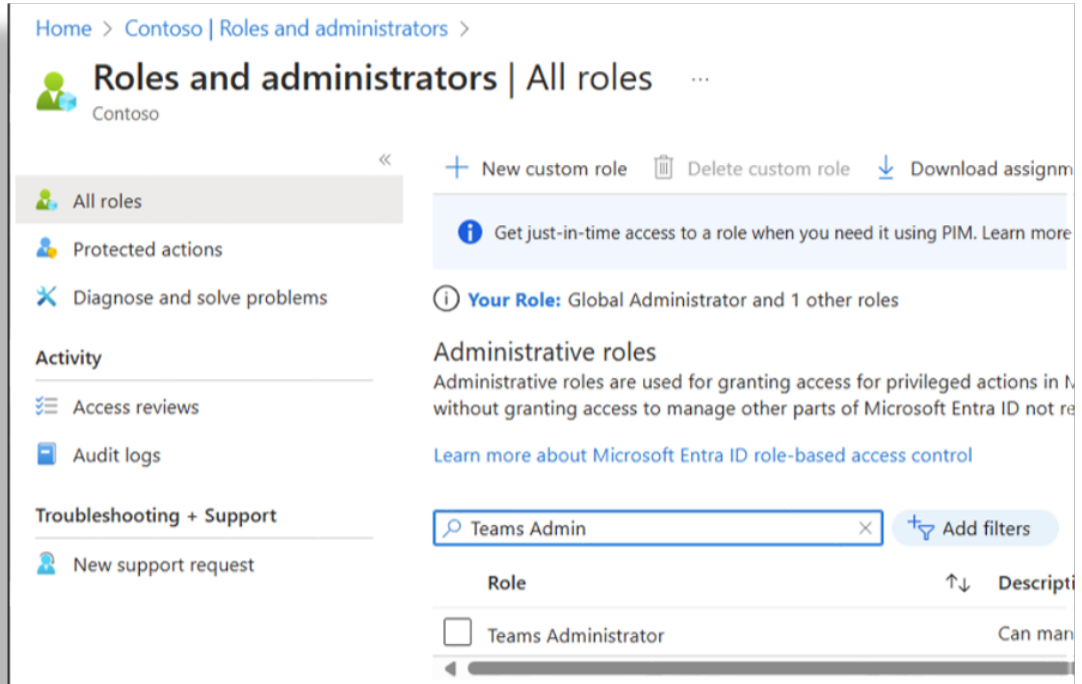 Home > Contoso | Roles and administrators >
Roles and administrators | All roles ...
Contoso
«
All roles
Protected actions
Diagnose and solve problems
Activity
Access reviews
Audit logs
Troubleshooting + Support
New support request
New custom role Delete custom role Download
Get just-in-time access to a role when you need it using PIM. Learn more
Your Role: Global Administrator and 1 other roles
Administrative roles
Administrative roles are used for granting access for privileged actions in
without granting access to manage other parts of Microsoft Entra ID not
Learn more about Microsoft Entra ID role-based access control
Teams Admin
Add filters
Role
Teams Administrator Can